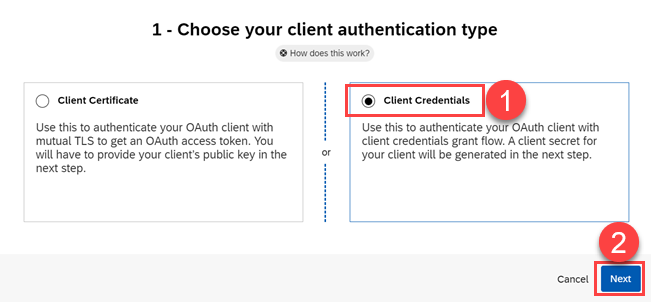 1 - Choose your client authentication type
How does this work?
Client Certificate
Use this to authenticate your OAuth client with
mutual TLS to get an OAuth access token. You
will have to provide your client's public key in the
next step.
or
Client Credentials
1
Use this to authenticate your OAuth client with
client credentials grant flow. A client secret for
your client will be generated in the next step.
2
Cancel
Next